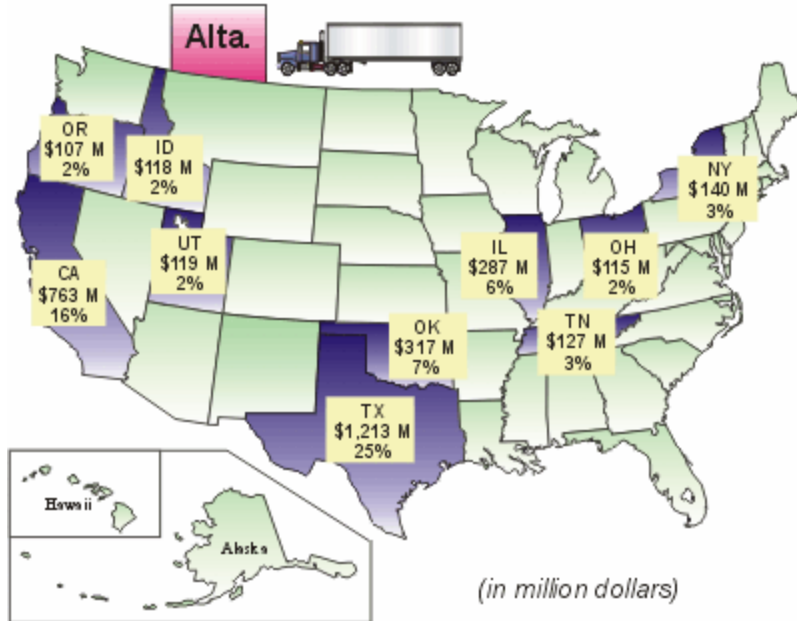 Alta.
OR
$107 M
2%
ID
$118 M
2%
NY
$140 M
3%
UT
$119 M
2%
IL
$287 M
6%
OH
$115 M
2%
CA
$763 M
16%
OK
$317 M
7%
TN
$127 M
3%
TX
$1,213 M
25%
Hawaii
Alaska
(in million dollars)